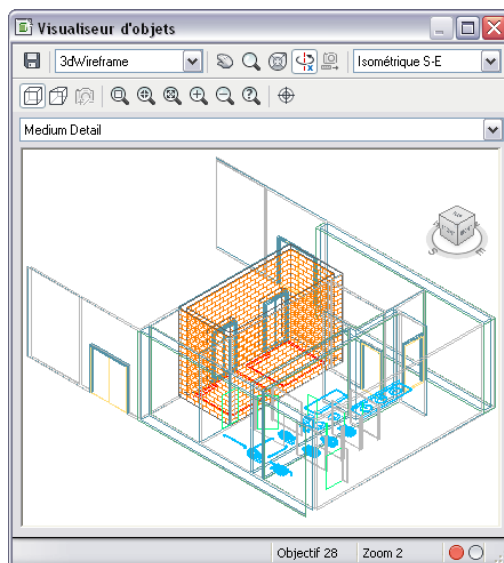 Visualiseur d'objets
3dWireframe
Isométrique S-E
Medium Detail
S
E
Objectif 28
Zoom 2